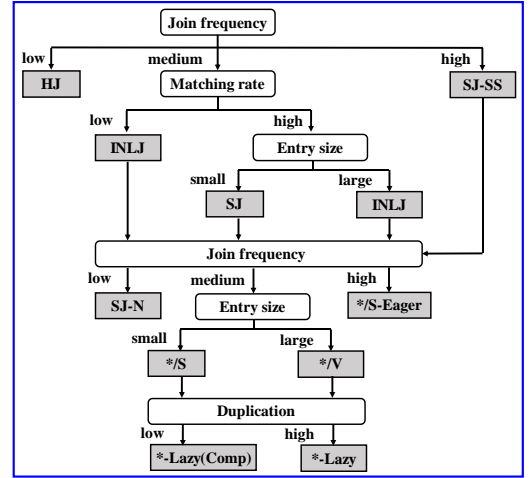 Join frequency
low medium high
HJ Matching rate SJ-SS
low high
INLJ Entry size
small large
SJ INLJ
Join frequency
low medium high
SJ-N Entry size */S-Eager
small large
*/S */V
Duplication
low high
*-Lazy(Comp) *-Lazy